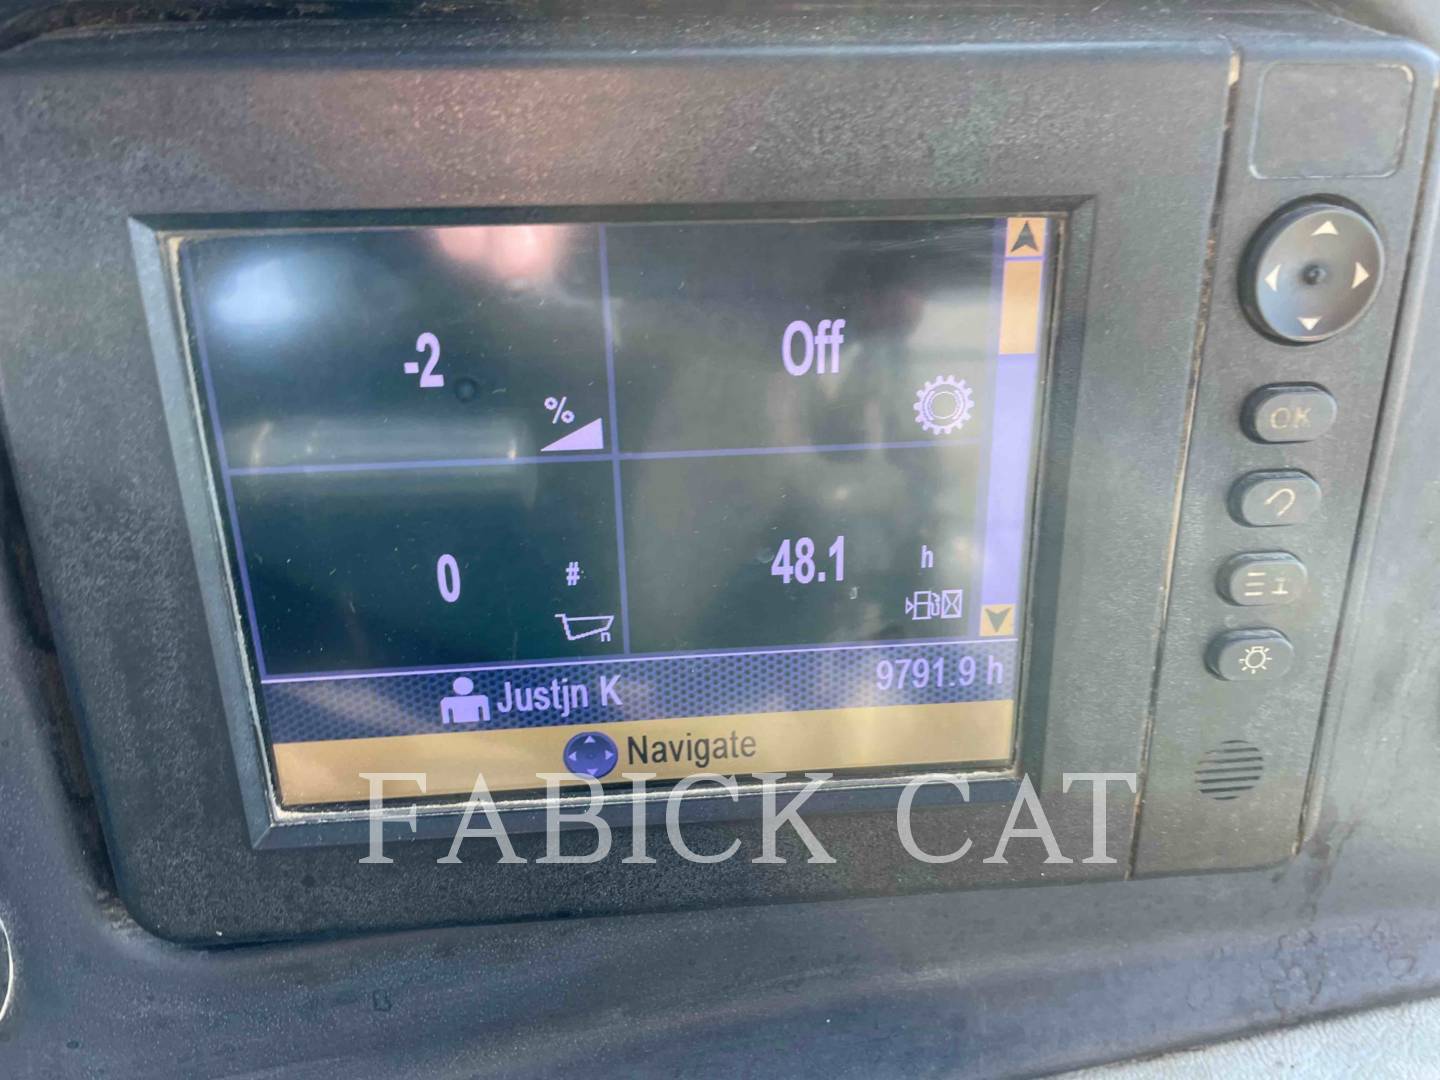 -2
%
Off
0
#
n
48.1
h
Justjn K
9791.9 h
Navigate
OK
FABICK CAT